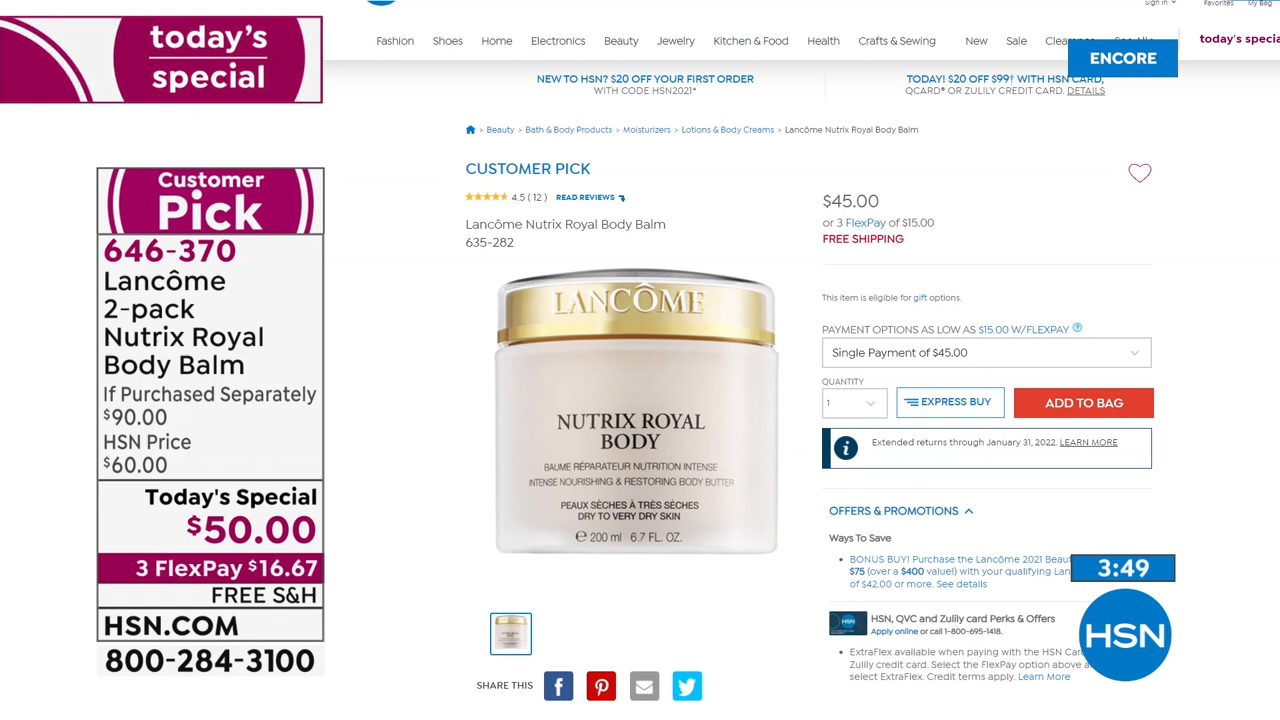 today's
special
Sign in
Favorites
My Bag
Fashion
Shoes
Home
Electronics
Beauty
Jewelry
Kitchen & Food
Health
Crafts & Sewing
New
Sale
ENCORE
today's
NEW TO HSN? $20 OFF YOUR FIRST ORDER
WITH CODE HSN2021*
TODAY! $20 OFF $99† WITH HSN CARD,
QCARD® OR ZULILY CREDIT CARD. DETAILS
> Beauty > Bath & Body Products > Moisturizers > Lotions & Body Creams > Lancôme Nutrix Royal Body Balm
Customer
Pick
646-370
Lancôme
2-pack
Nutrix Royal
Body Balm
If Purchased Separately
$90.00
HSN Price
$60.00
Today's Special
$50.00
3 FlexPay $16.67
FREE S&H
HSN.COM
800-284-3100
CUSTOMER PICK
4.5 ( 12 ) READ REVIEWS
Lancôme Nutrix Royal Body Balm
635-282
LANCÔME
NUTRIX ROYAL
BODY
BAUME RÉPARATEUR NUTRITION INTENSE
INTENSE NOURISHING & RESTORING BODY BUTTER
PEAUX SÈCHES À TRÈS SÈCHES
DRY TO VERY DRY SKIN
℮ 200 ml 6.7 FL. OZ.
SHARE THIS
$45.00
or 3 FlexPay of $15.00
FREE SHIPPING
This item is eligible for gift options.
PAYMENT OPTIONS AS LOW AS $15.00 W/FLEXPAY ?
Single Payment of $45.00
QUANTITY
1
EXPRESS BUY
ADD TO BAG
i
Extended returns through January 31, 2022. LEARN MORE
OFFERS & PROMOTIONS
Ways To Save
• BONUS BUY! Purchase the Lancôme 2021
$75 (over a $400 value!) with your qualifying
of $42.00 or more. See details
HSN
HSN, QVC and Zulily card Perks & Offers
Apply online or call 1-800-695-1418.
• ExtraFlex available when paying with the HSN
Zulily credit card. Select the FlexPay option above
select ExtraFlex. Credit terms apply. Learn More
3:49
HSN